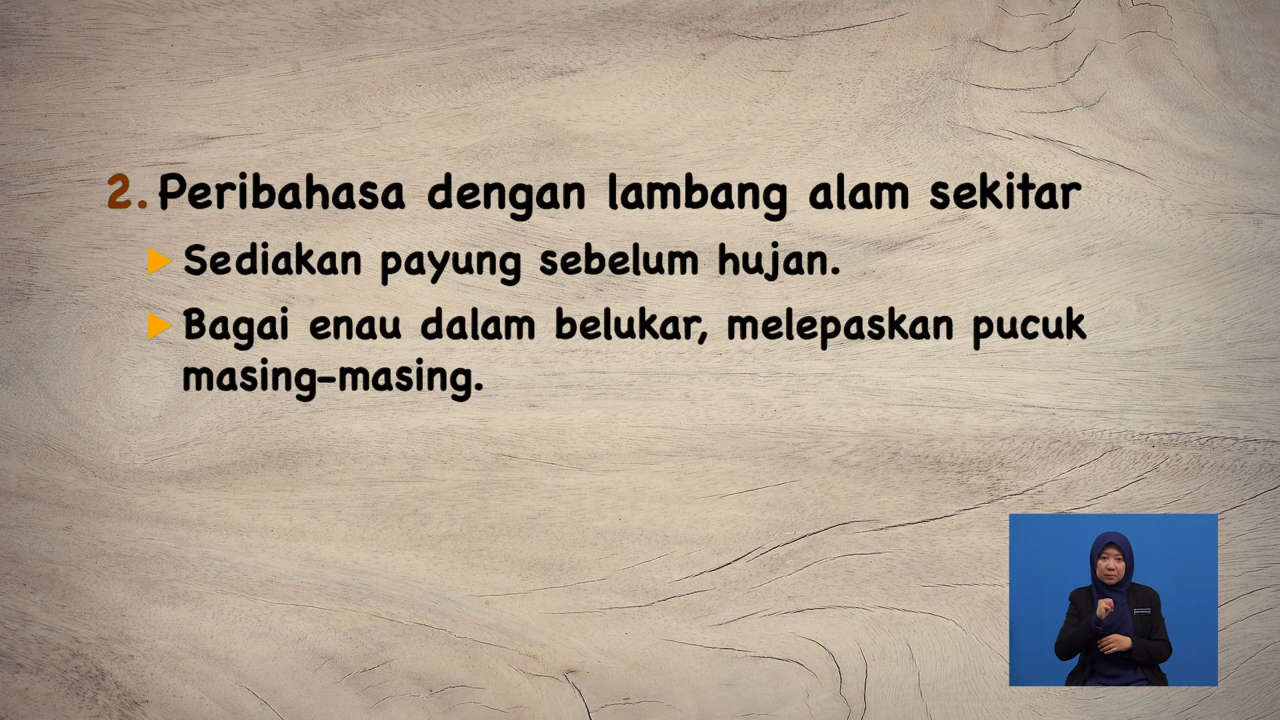 2. Peribahasa dengan lambang alam sekitar
Sediakan payung sebelum hujan.
Bagai enau dalam belukar, melepaskan pucuk
masing-masing.